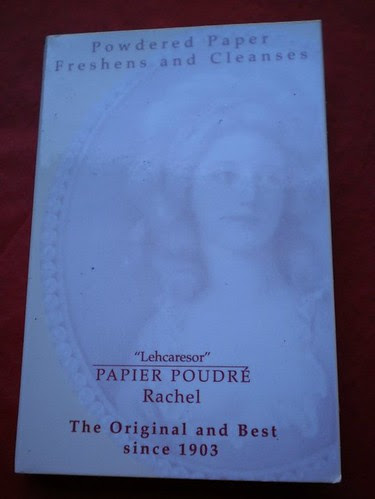 Powdered Paper
Freshens and Cleanses
"Lehcaresor"
PAPIER POUDRÉ
Rachel
The Original and Best
since 1903